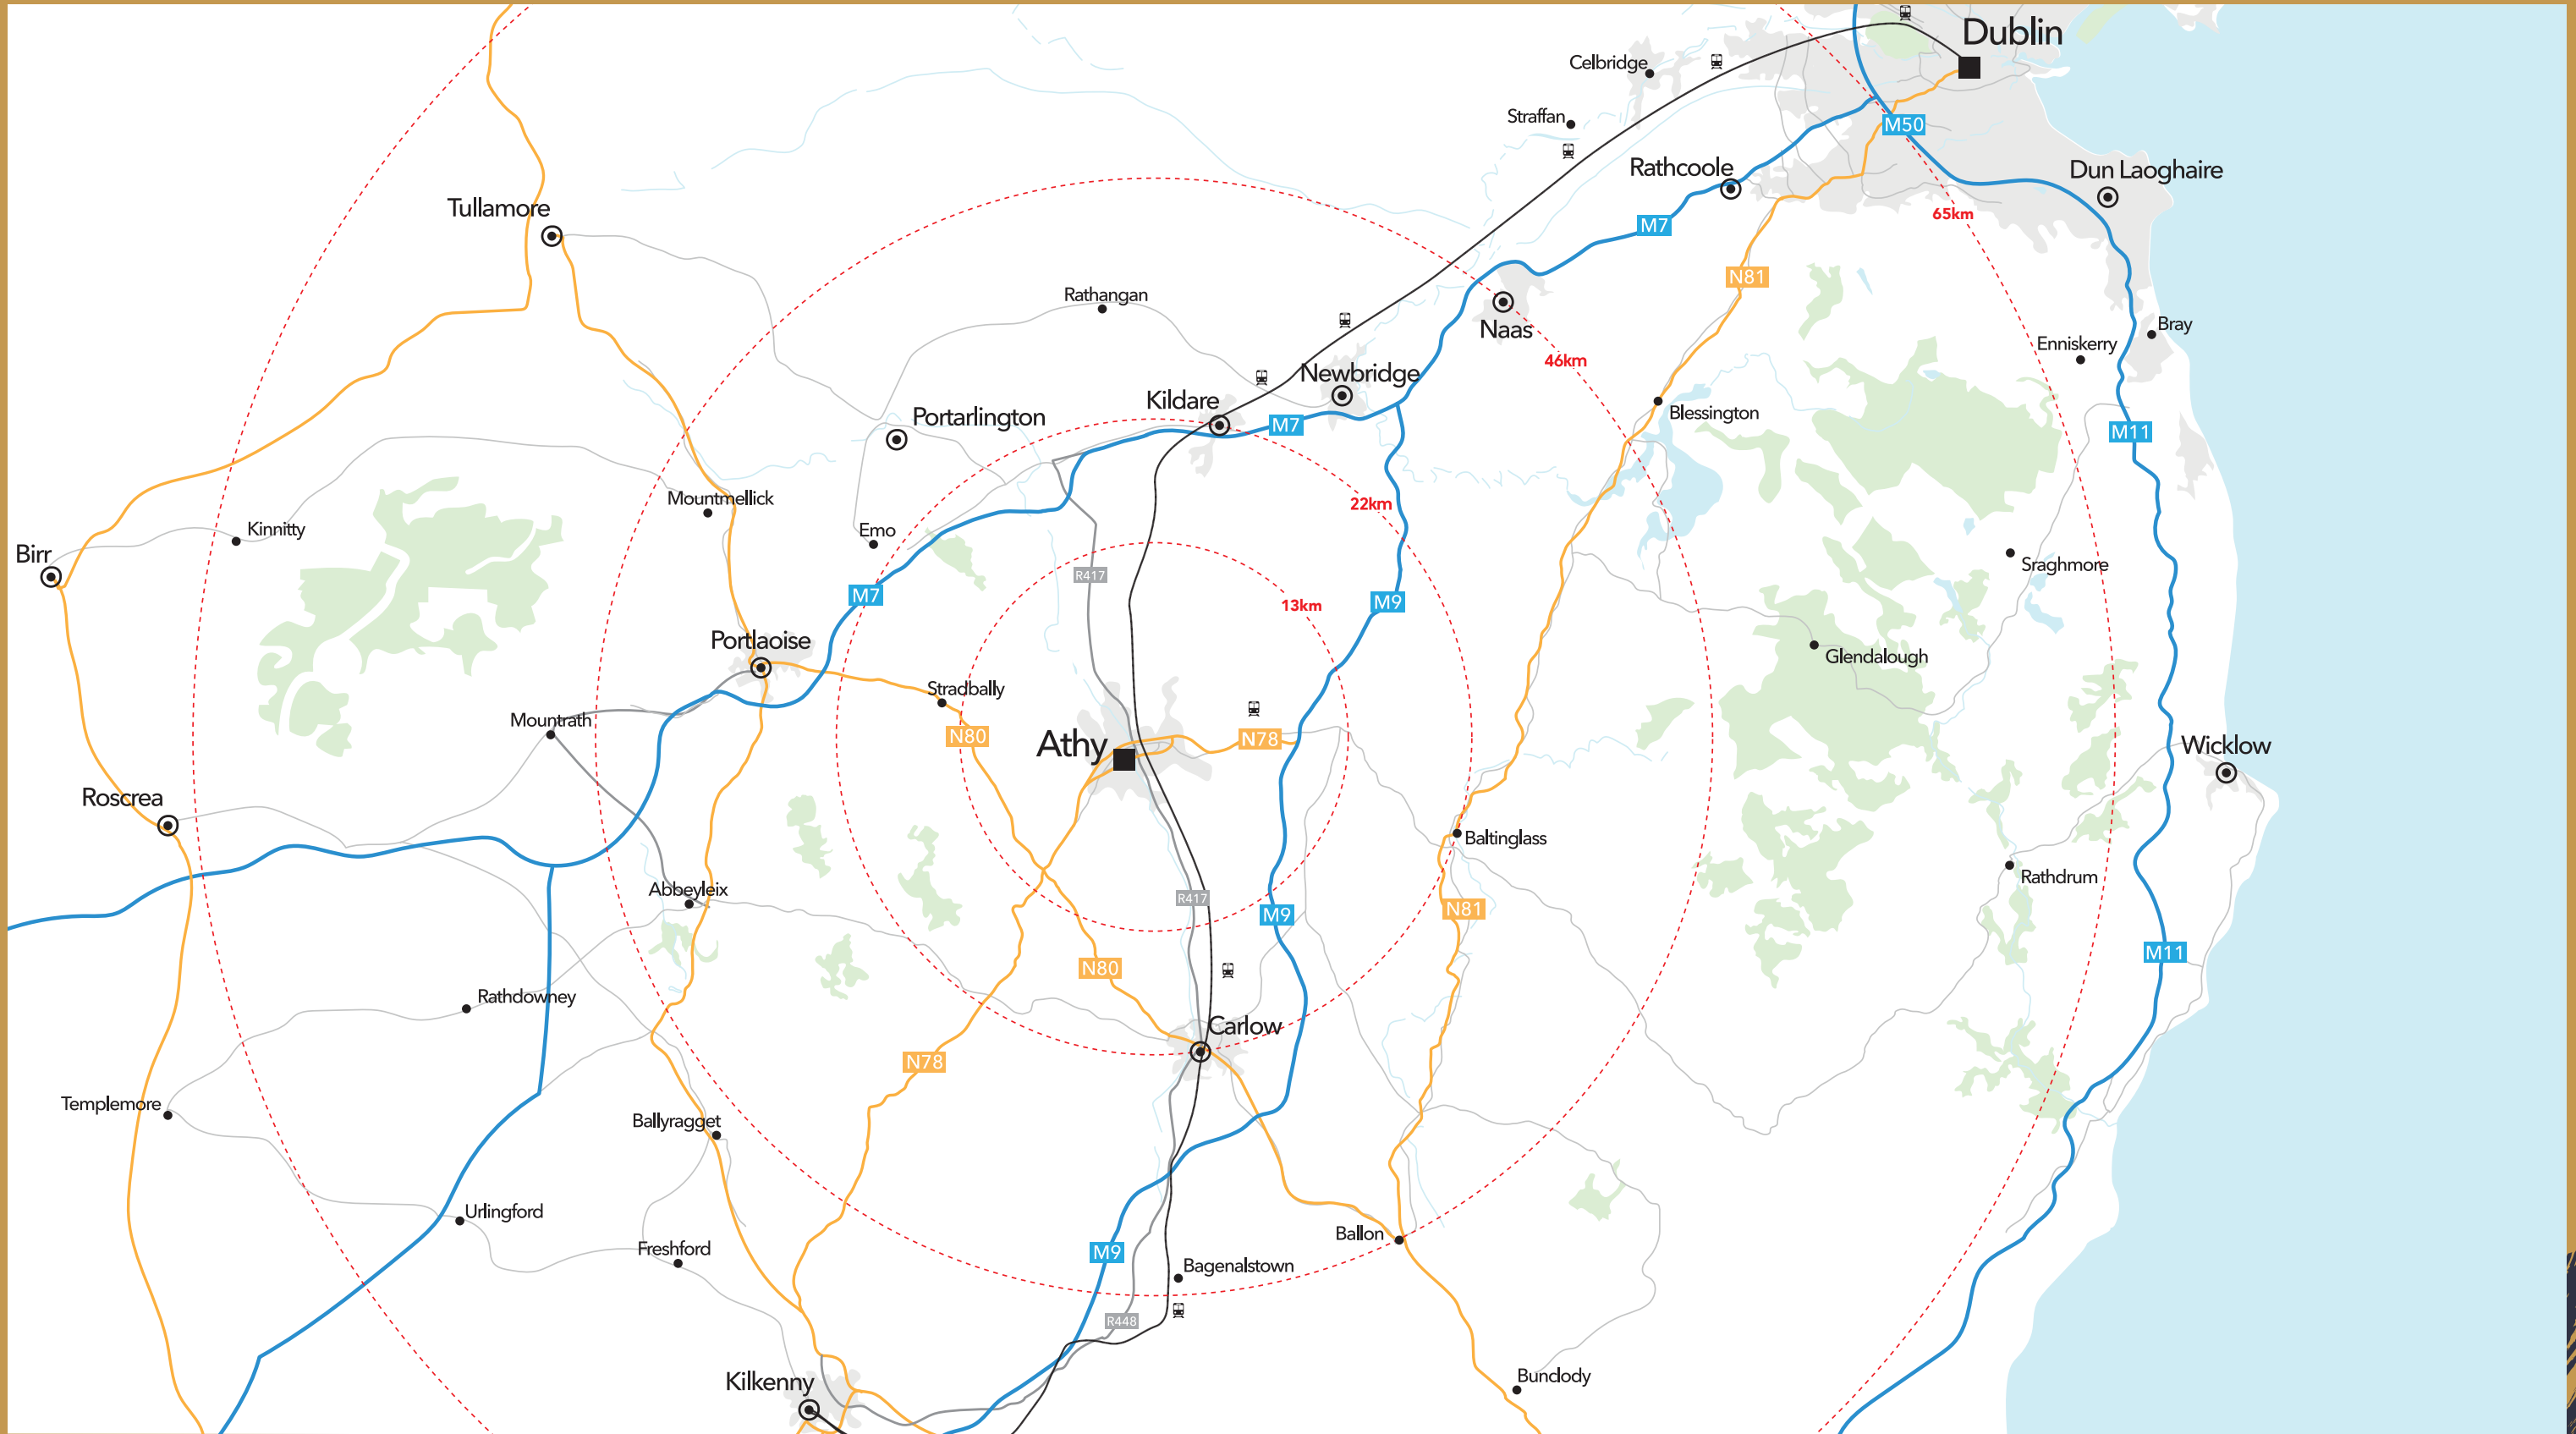 Dublin
Celbridge
Straffan
M50
Rathcoole
Dun Laoghaire
Tullamore
65km
M7
N81
Rathangan
Naas
Bray
Enniskerry
46km
Newbridge
Kildare
Portarlington
Blessington
M7
M11
Mountmellick
22km
Kinnitty
Emo
Birr
Sraghmore
R417
M7
13km
M9
Portlaoise
Glendalough
Stradbally
Mountrath
N80
Athy
N78
Wicklow
Roscrea
Baltinglass
Rathdrum
Abbeyleix
R417
N81
M9
M11
N80
Rathdowney
Carlow
N78
Templemore
Ballyragget
Urlingford
Ballon
Freshford
M9
Bagenalstown
R448
Bundody
Kilkenny